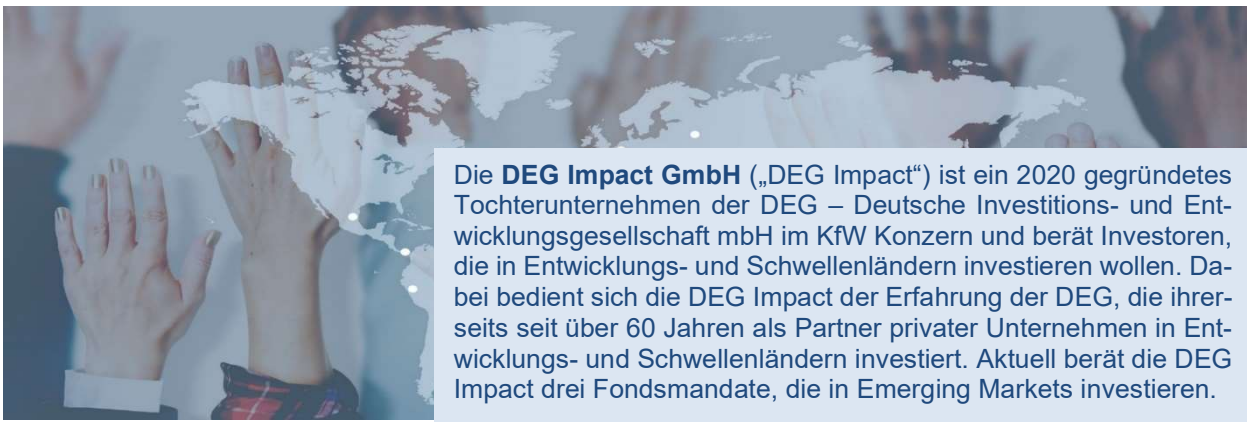 Die DEG Impact GmbH („DEG Impact“) ist ein 2020 gegründetes
Tochterunternehmen der DEG – Deutsche Investitions- und Ent-
wicklungsgesellschaft mbH im KfW Konzern und berät Investoren,
die in Entwicklungs- und Schwellenländern investieren wollen. Da-
bei bedient sich die DEG Impact der Erfahrung der DEG, die ihrer-
seits seit über 60 Jahren als Partner privater Unternehmen in Ent-
wicklungs- und Schwellenländern investiert. Aktuell berät die DEG
Impact drei Fondsmandate, die in Emerging Markets investieren.